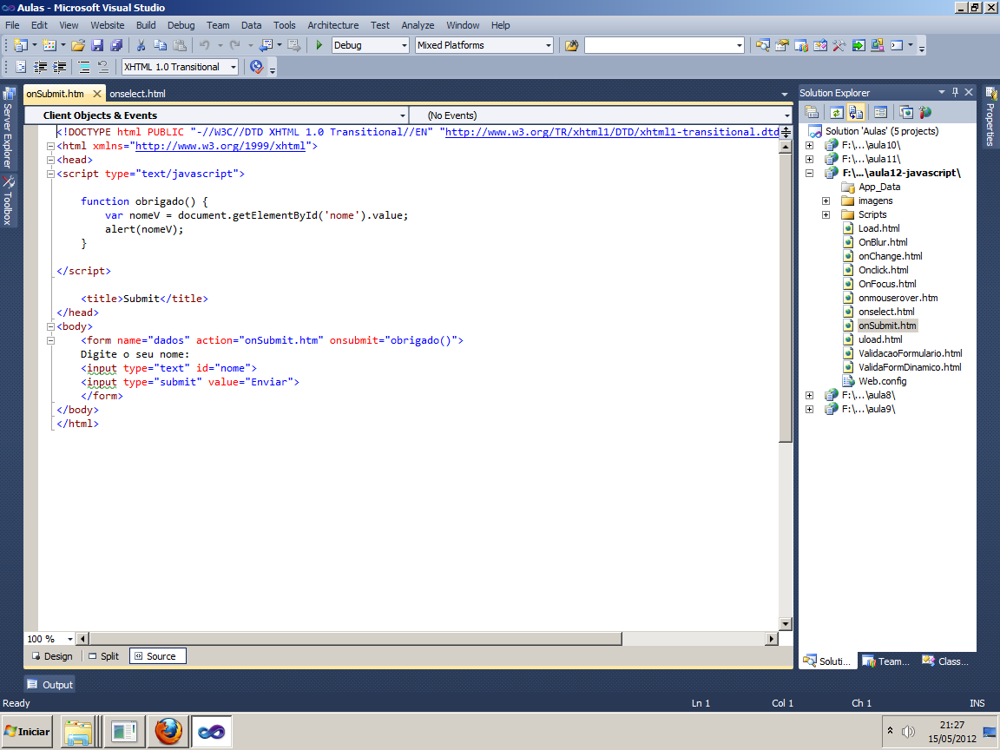 Aulas - Microsoft Visual Studio
File Edit View Website Build Debug Team Data Tools Architecture Test Analyze Window Help
Debug Mixed Platforms
XHTML 1.0 Transitional
Server Explorer
Toolbox
onSubmit.htm onselect.html
Client Objects & Events (No Events)
<!DOCTYPE html PUBLIC "-//W3C//DTD XHTML 1.0 Transitional//EN" "http://www.w3.org/TR/xhtml1/DTD/xhtml1-transitional.dtd
<html xmlns="http://www.w3.org/1999/xhtml">
<head>
<script type="text/javascript">
function obrigado() {
var nomeV = document.getElementById('nome').value;
alert(nomeV);
}
</script>
<title>Submit</title>
</head>
<body>
<form name="dados" action="onSubmit.htm" onsubmit="obrigado()">
Digite o seu nome:
<input type="text" id="nome">
<input type="submit" value="Enviar">
</form>
</body>
</html>
100 %
Design Split Source
Output
Solution Explorer
Solution 'Aulas' (5 projects)
F:\...\aula10\
F:\...\aula11\
F:\...\aula12-javascript\
App_Data
imagens
Scripts
Load.html
OnBlur.html
onChange.html
Onclick.html
OnFocus.html
onmouserover.htm
onselect.html
onSubmit.htm
uload.html
ValidacaoFormulario.html
ValidaFormDinamico.html
Web.config
F:\...\aula8\
F:\...\aula9\
Soluti... Team... Class...
Properties
Ready Ln 1 Col 1 Ch 1 INS
Iniciar
21:27
15/05/2012